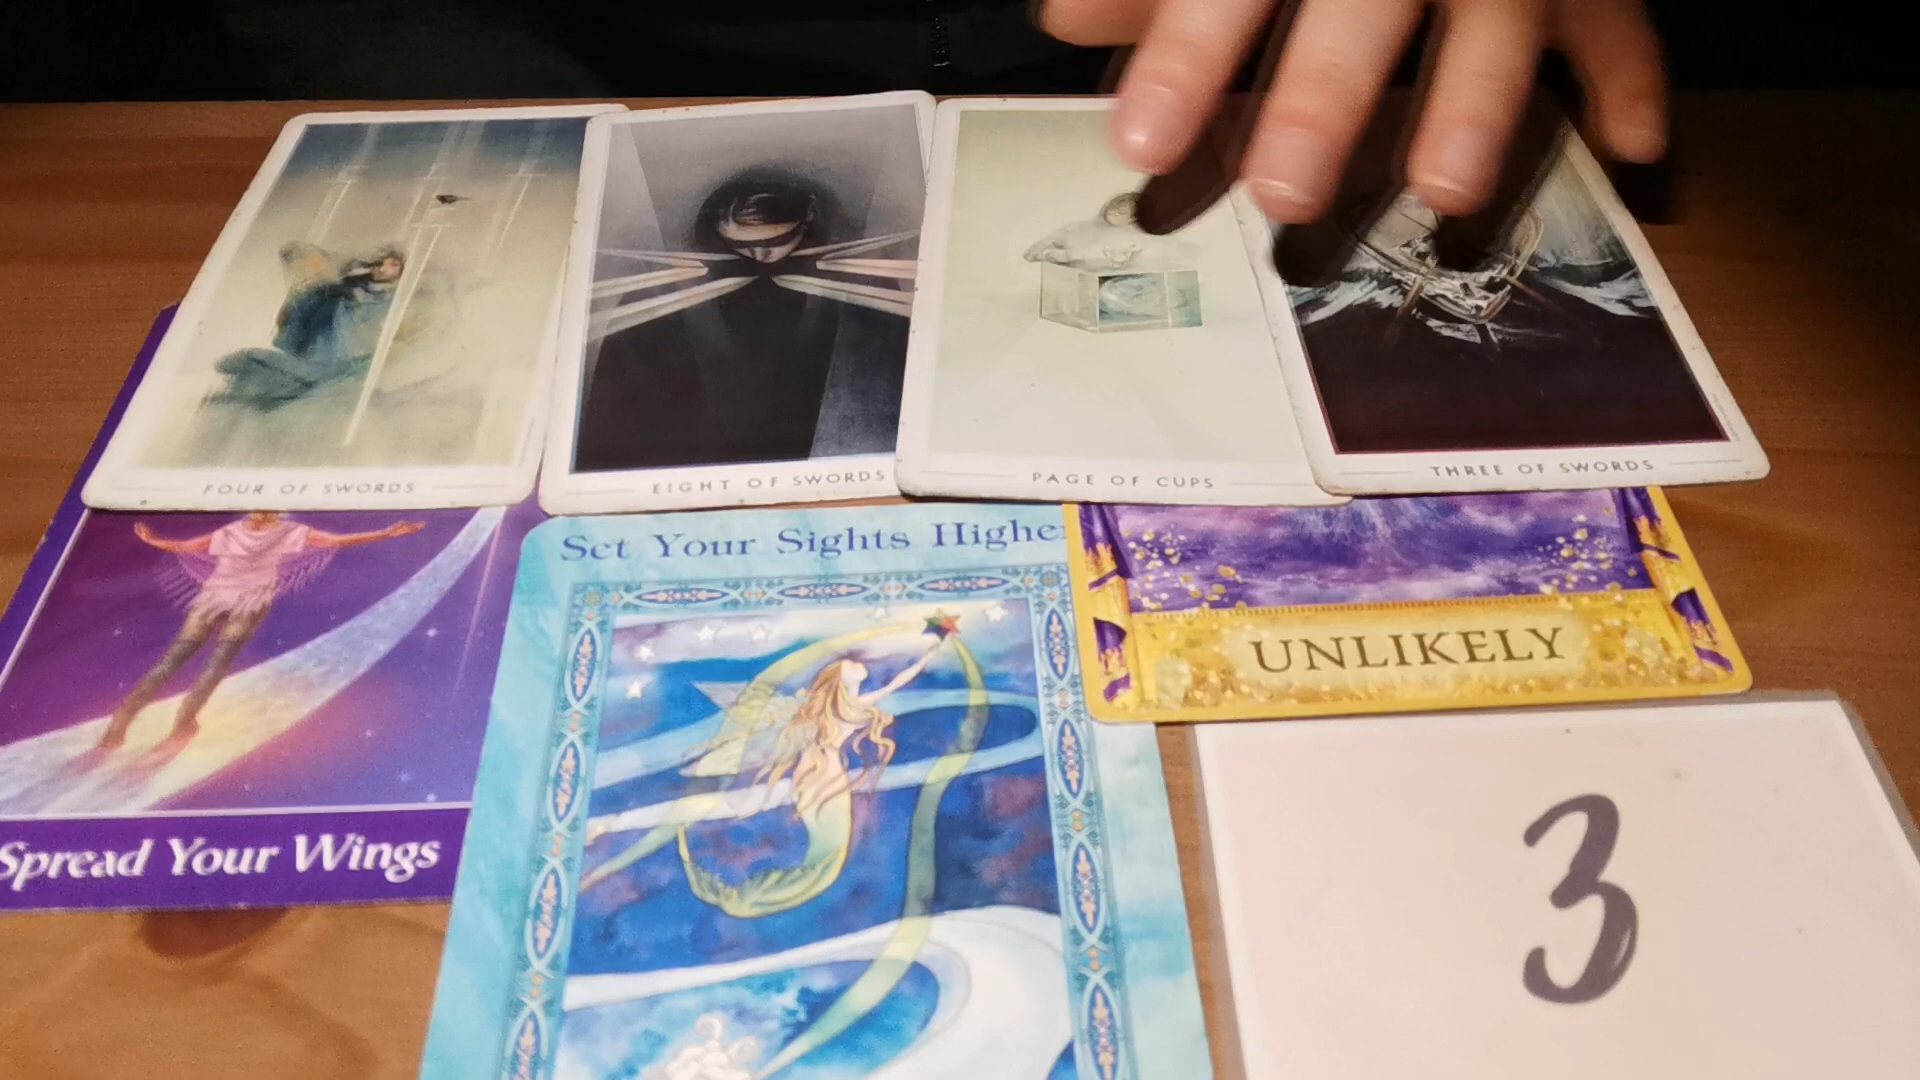 FOUR OF SWORDS
EIGHT OF SWORDS
PAGE OF CUPS
THREE OF SWORDS
Set Your Sights Higher
UNLIKELY
Spread Your Wings
3